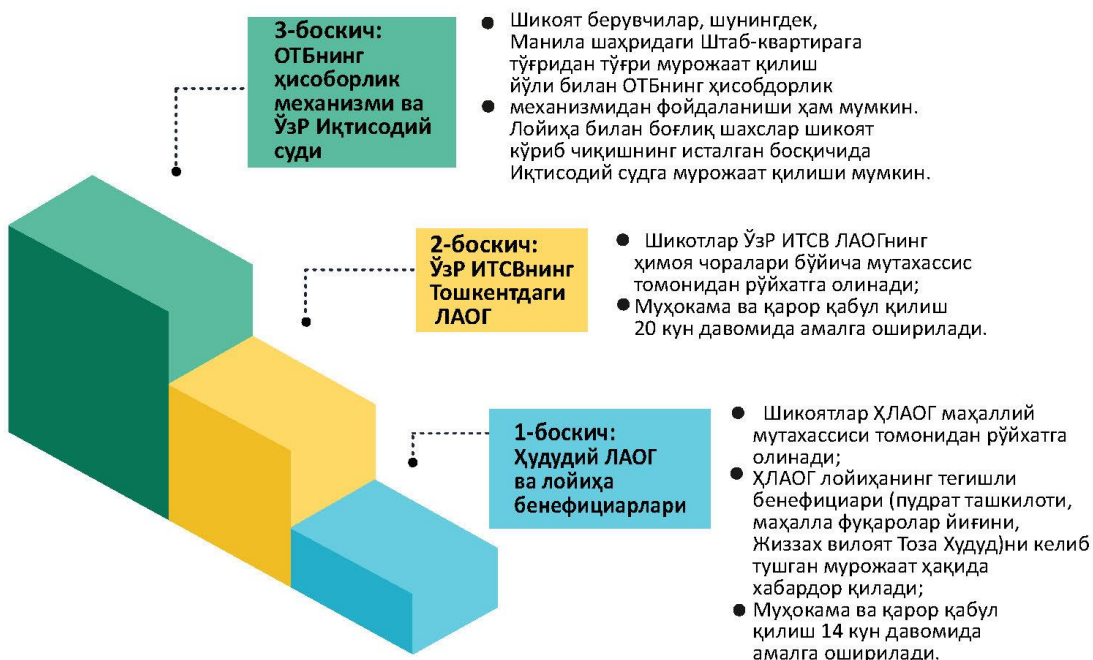 3-боскич:
ОТБнинг
ҳисоборлик
механизми ва
ЎзР Иқтисодий
суди
● Шикоят берувчилар, шунингдек,
Манила шаҳридаги Штаб-квартирага
тўғридан тўғри мурожаат қилиш
йўли билан ОТБнинг ҳисобдорлик
● механизмидан фойдаланиши ҳам мумкин.
Лойиҳа билан боғлиқ шахслар шикоят
кўриб чиқишнинг исталган босқичида
Иқтисодий судга мурожаат қилиши мумкин.
2-боскич:
ЎзР ИТСВнинг
Тошкентдаги
ЛАОГ
● Шикотлар ЎзР ИТСВ ЛАОГнинг
ҳимоя чоралари бўйича мутахассис
томонидан рўйхатга олинади;
● Муҳокама ва қарор қабул қилиш
20 кун давомида амалга оширилади.
1-боскич:
Ҳудудий ЛАОГ
ва лойиҳа
бенефициарлари
● Шикоятлар ҲЛАОГ маҳаллий
мутахассиси томонидан рўйхатга
олинади;
● ҲЛАОГ лойиҳанинг тегишли
бенефициари (пудрат ташкилоти,
маҳалла фуқаролар йиғини,
Жиззах вилоят Тоза Худуд)ни келиб
тушган мурожаат ҳақида
хабардор қилади;
● Муҳокама ва қарор қабул
қилиш 14 кун давомида
амалга оширилади.